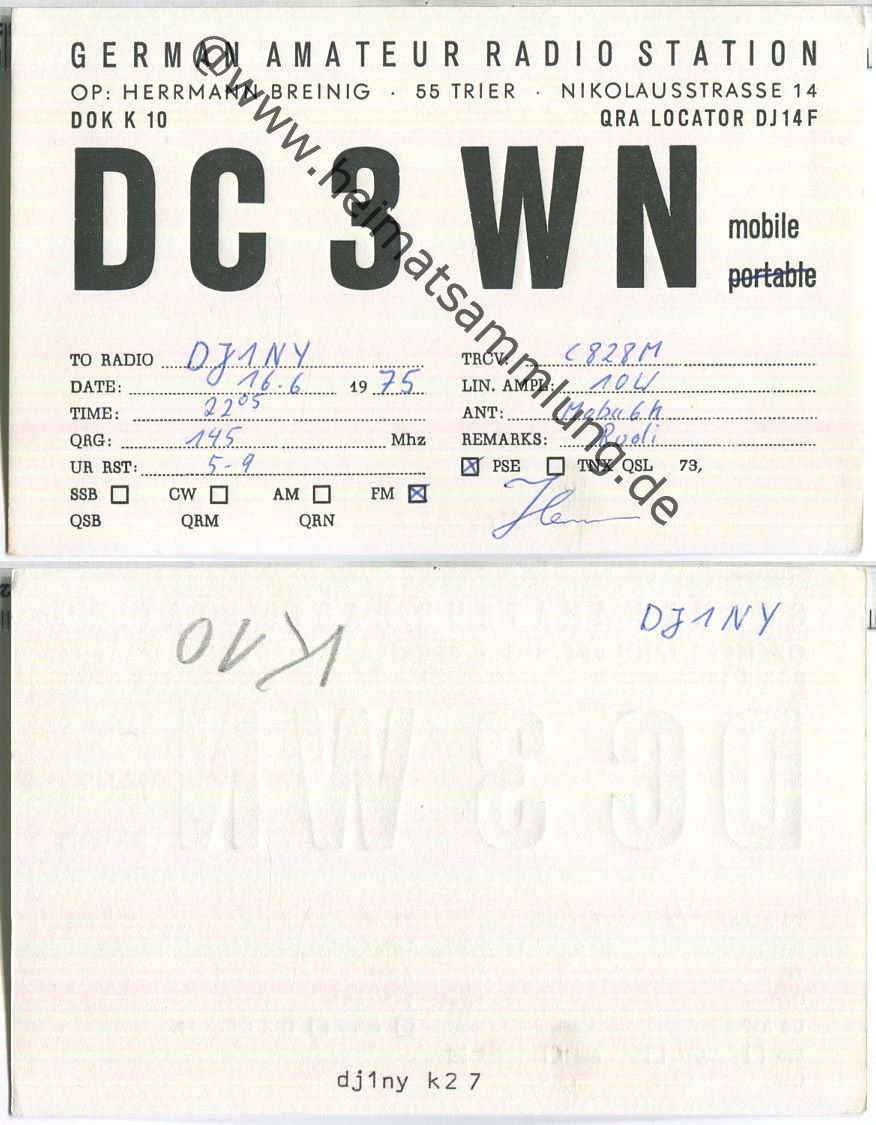 GERMAN AMATEUR RADIO STATION
OP: HERRMANN BREINIG · 55 TRIER · NIKOLAUSSTRASSE 14
DOK K 10 QRA LOCATOR DJ14F
DC 3 WN
mobile
portable
TO RADIO DJ1NY TRCV: C828M
DATE: 16.6 1975 LIN. AMPL: 10W
TIME: 2205 ANT:
QRG: 145 Mhz REMARKS: Rudi
UR RST: 5-9 ☒ PSE ☐ TNX QSL 73,
SSB ☐ CW ☐ AM ☐ FM ☒
QSB QRM QRN
@www.heimatsammlung.de
DJ1NY
K10
dj1ny k27